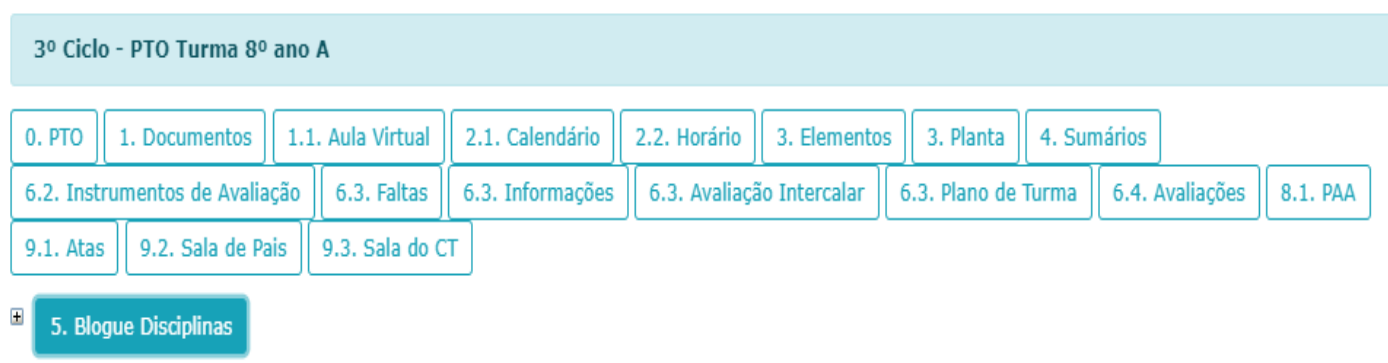 3º Ciclo - PTO Turma 8º ano A
0. PTO 1. Documentos 1.1. Aula Virtual 2.1. Calendário 2.2. Horário 3. Elementos 3. Planta 4. Sumários
6.2. Instrumentos de Avaliação 6.3. Faltas 6.3. Informações 6.3. Avaliação Intercalar 6.3. Plano de Turma 6.4. Avaliações 8.1. PAA
9.1. Atas 9.2. Sala de Pais 9.3. Sala do CT
5. Blogue Disciplinas